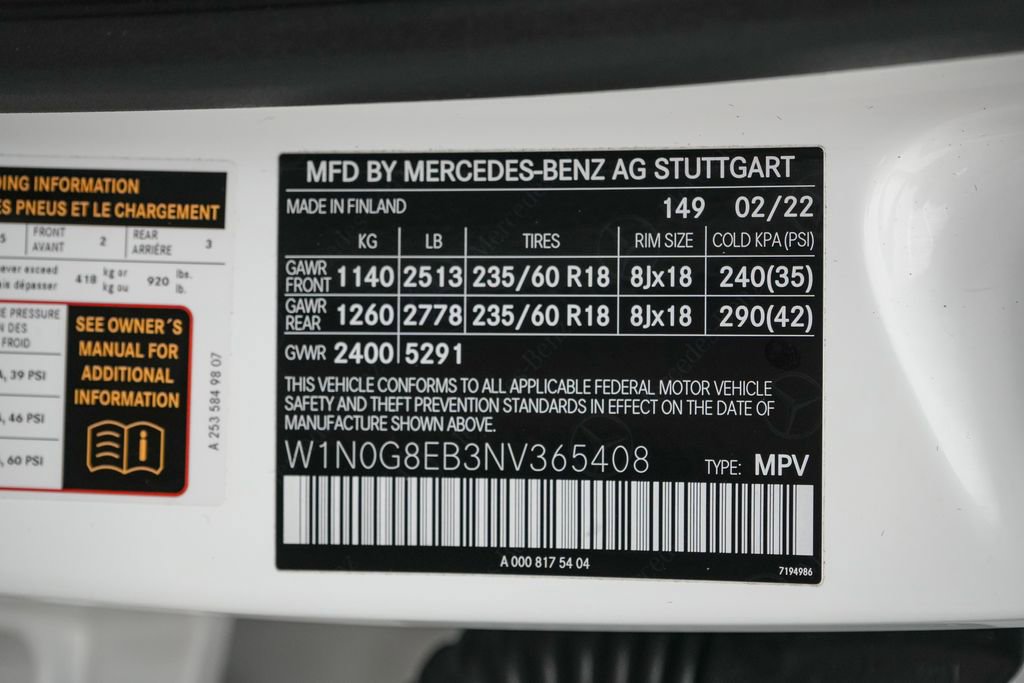 ING INFORMATION
ES PNEUS ET LE CHARGEMENT
5 FRONT AVANT 2 REAR ARRIÈRE 3
ever exceed
is dépasser 418 kg or kg ou 920 lbs. lb.
E PRESSURE
N DES
FROID
39 PSI
46 PSI
60 PSI
SEE OWNER´S
MANUAL FOR
ADDITIONAL
INFORMATION
A 253 584 98 07
MFD BY MERCEDES-BENZ AG STUTTGART
MADE IN FINLAND 149 02/22
KG LB TIRES RIM SIZE COLD KPA(PSI)
GAWR FRONT 1140 2513 235/60 R18 8Jx18 240(35)
GAWR REAR 1260 2778 235/60 R18 8Jx18 290(42)
GVWR 2400 5291
THIS VEHICLE CONFORMS TO ALL APPLICABLE FEDERAL MOTOR VEHICLE
SAFETY AND THEFT PREVENTION STANDARDS IN EFFECT ON THE DATE OF
MANUFACTURE SHOWN ABOVE.
W1N0G8EB3NV365408 TYPE: MPV
A 000 817 54 04
7194986